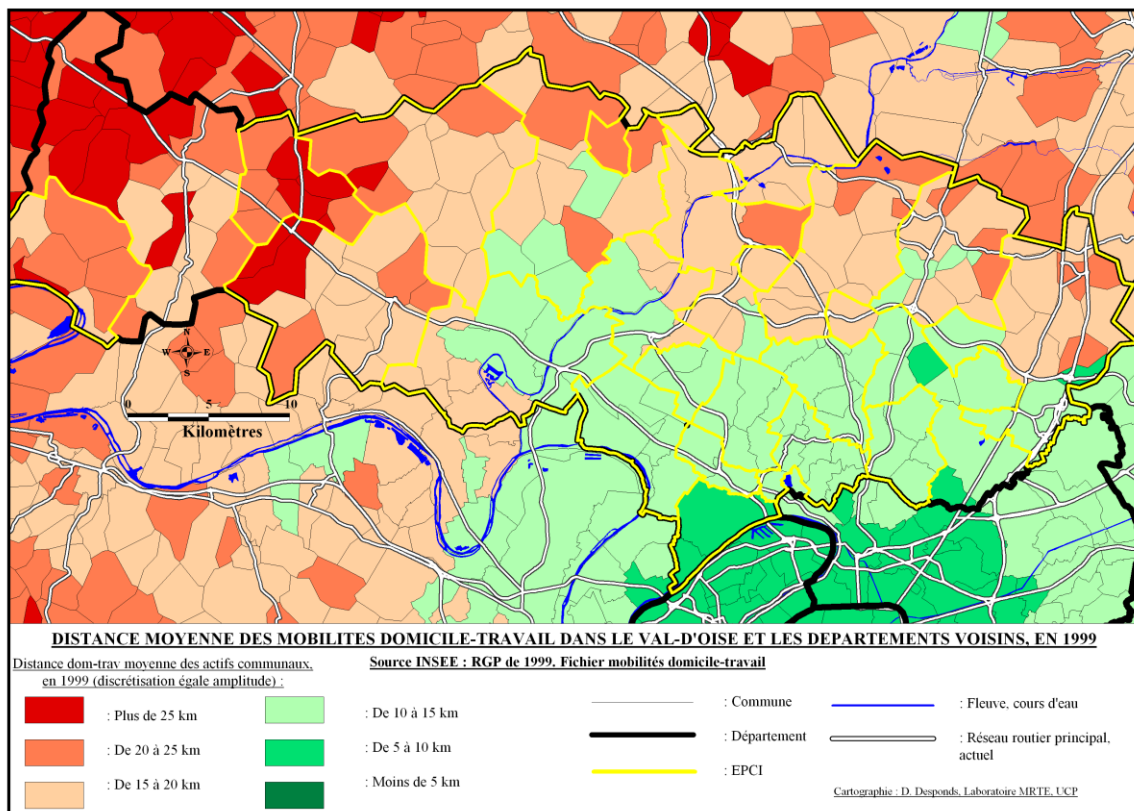 N
W E
S
0 5 10
Kilomètres
DISTANCE MOYENNE DES MOBILITES DOMICILE-TRAVAIL DANS LE VAL-D'OISE ET LES DEPARTEMENTS VOISINS, EN 1999
Distance dom-trav moyenne des actifs communaux,
en 1999 (discrétisation égale amplitude) :
Source INSEE : RGP de 1999. Fichier mobilités domicile-travail
: Plus de 25 km
: De 20 à 25 km
: De 15 à 20 km
: De 10 à 15 km
: De 5 à 10 km
: Moins de 5 km
: Commune
: Département
: EPCI
: Fleuve, cours d'eau
: Réseau routier principal,
actuel
Cartographie : D. Desponds, Laboratoire MRTE, UCP